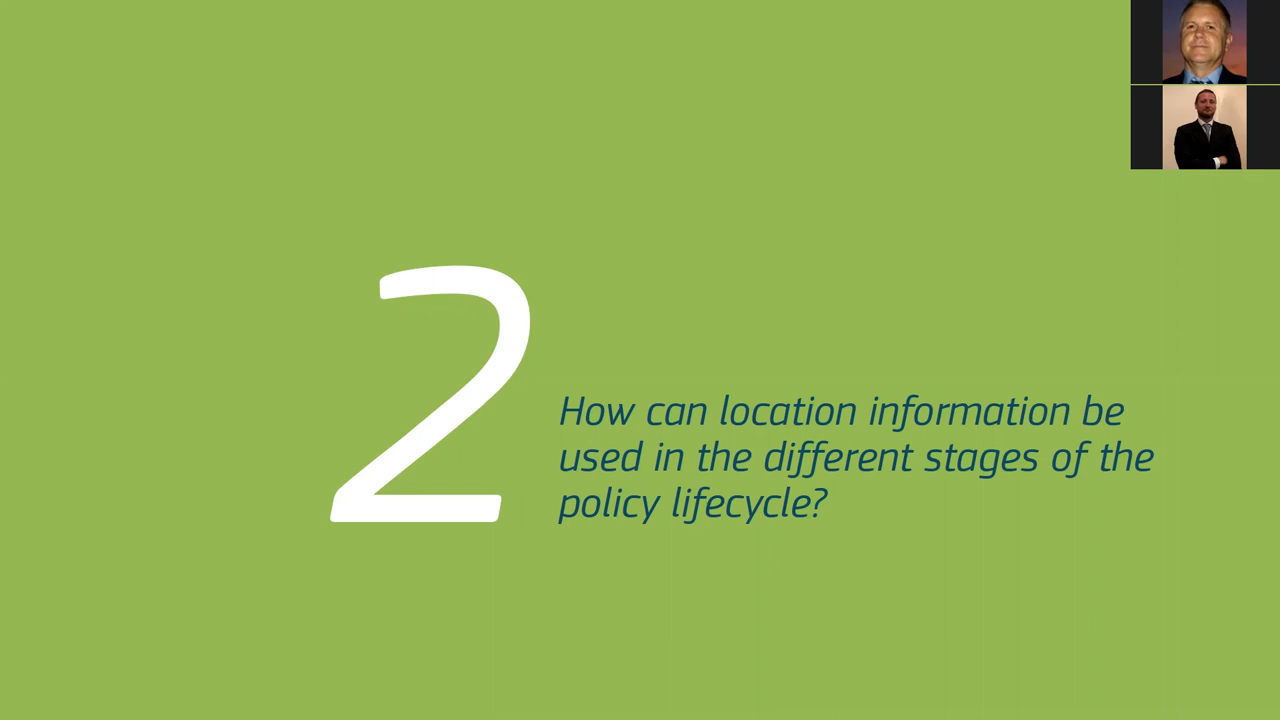 2
How can location information be
used in the different stages of the
policy lifecycle?